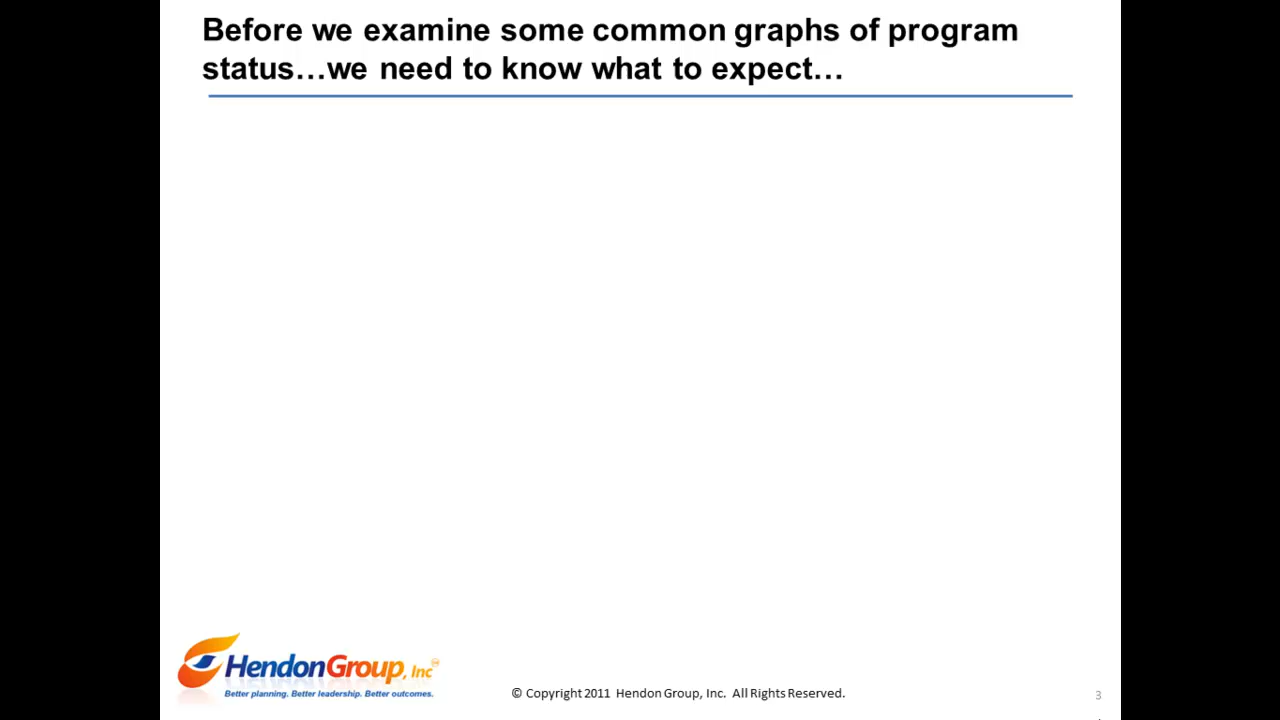 Before we examine some common graphs of program
status…we need to know what to expect…
HendonGroup, Inc℠
Better planning. Better leadership. Better outcomes.
© Copyright 2011 Hendon Group, Inc. All Rights Reserved.
3